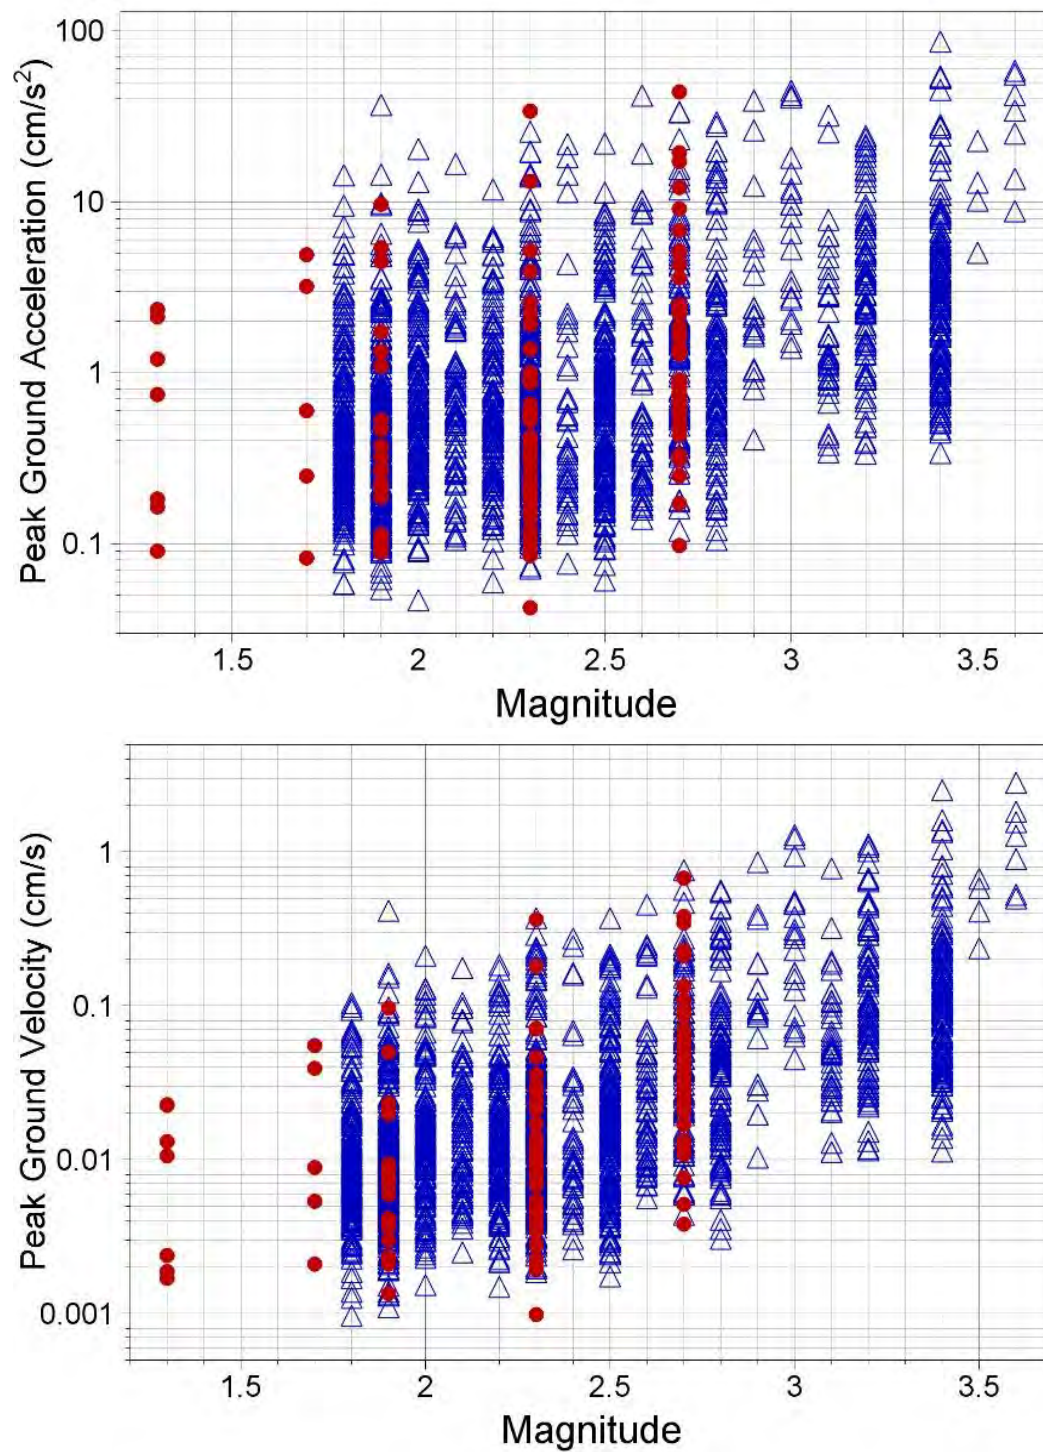 Peak Ground Acceleration (cm/s²)
100
10
1
0.1
1.5 2 2.5 3 3.5
Magnitude
Peak Ground Velocity (cm/s)
1
0.1
0.01
0.001
1.5 2 2.5 3 3.5
Magnitude